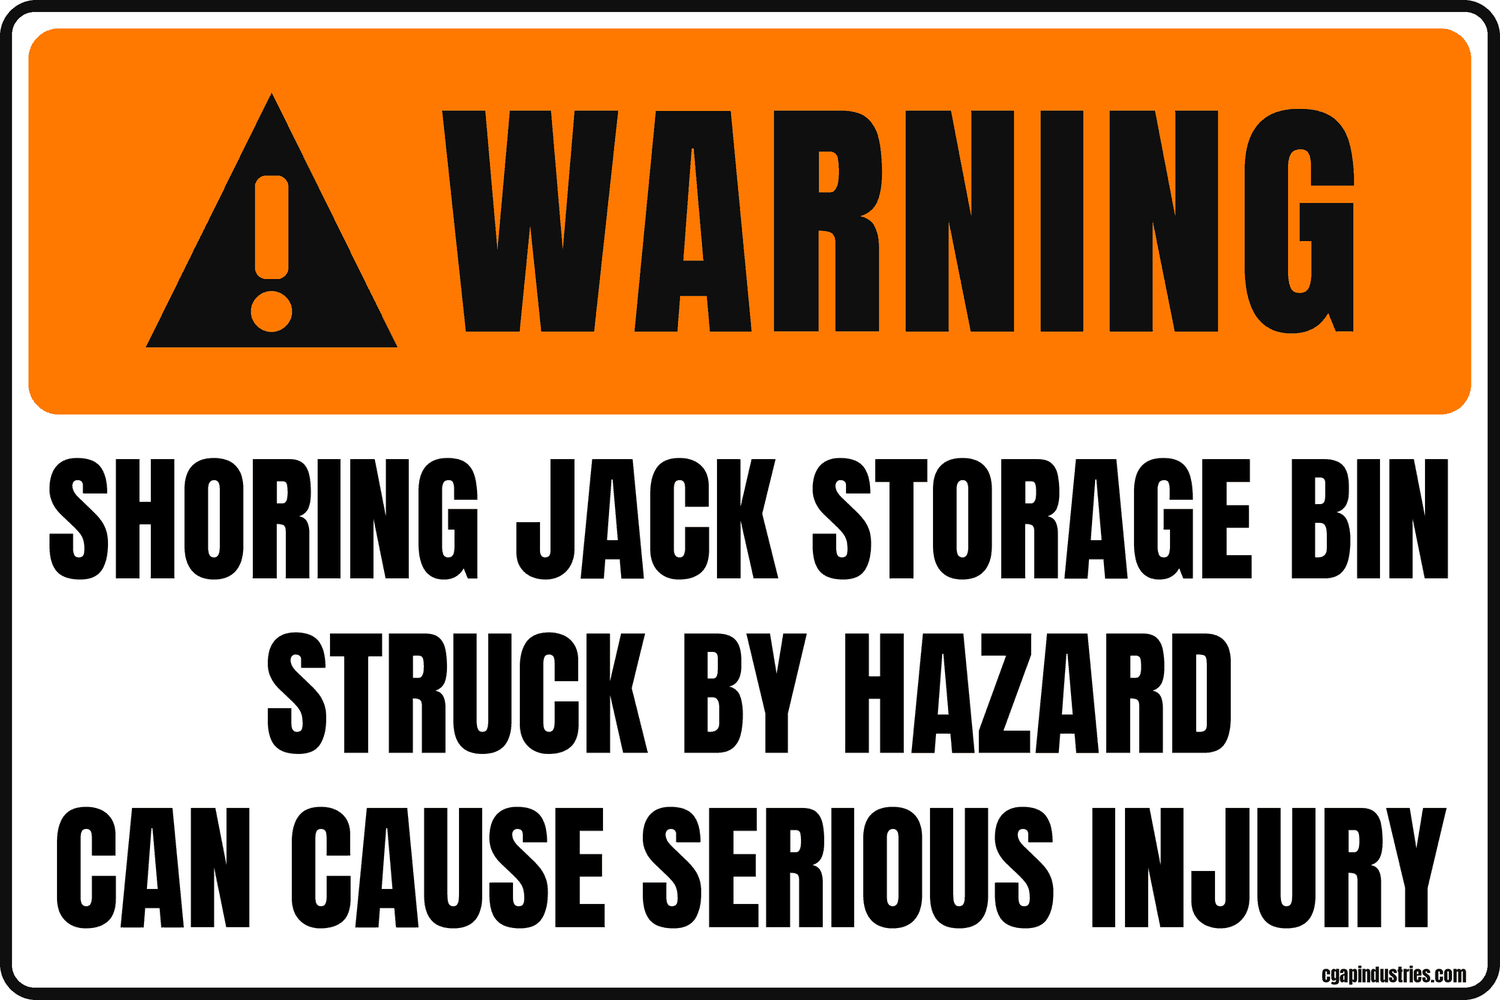 WARNING
SHORING JACK STORAGE BIN
STRUCK BY HAZARD
CAN CAUSE SERIOUS INJURY
cgapindustries.com